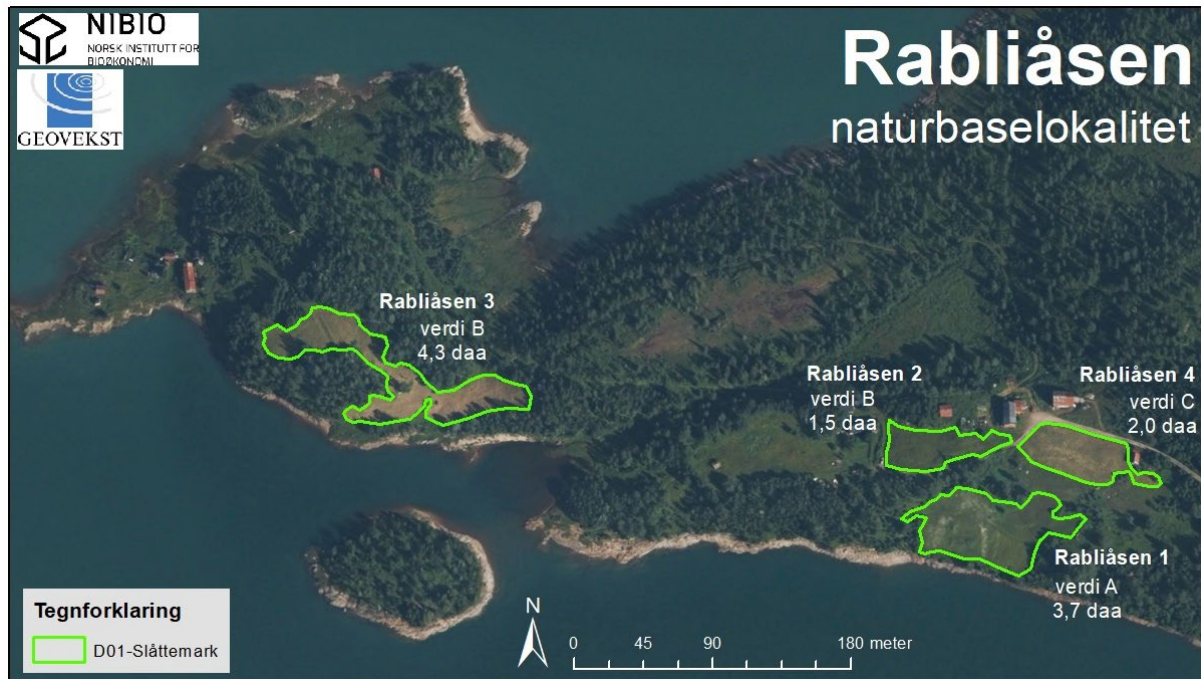 NIBIO
NORSK INSTITUTT FOR
BIOØKONOMI
GEOVEKST
Rabliåsen
naturbaselokalitet
Rabliåsen 3
verdi B
4,3 daa
Rabliåsen 2
verdi B
1,5 daa
Rabliåsen 4
verdi C
2,0 daa
Rabliåsen 1
verdi A
3,7 daa
Tegnforklaring
D01-Slåttemark
N
0 45 90 180 meter